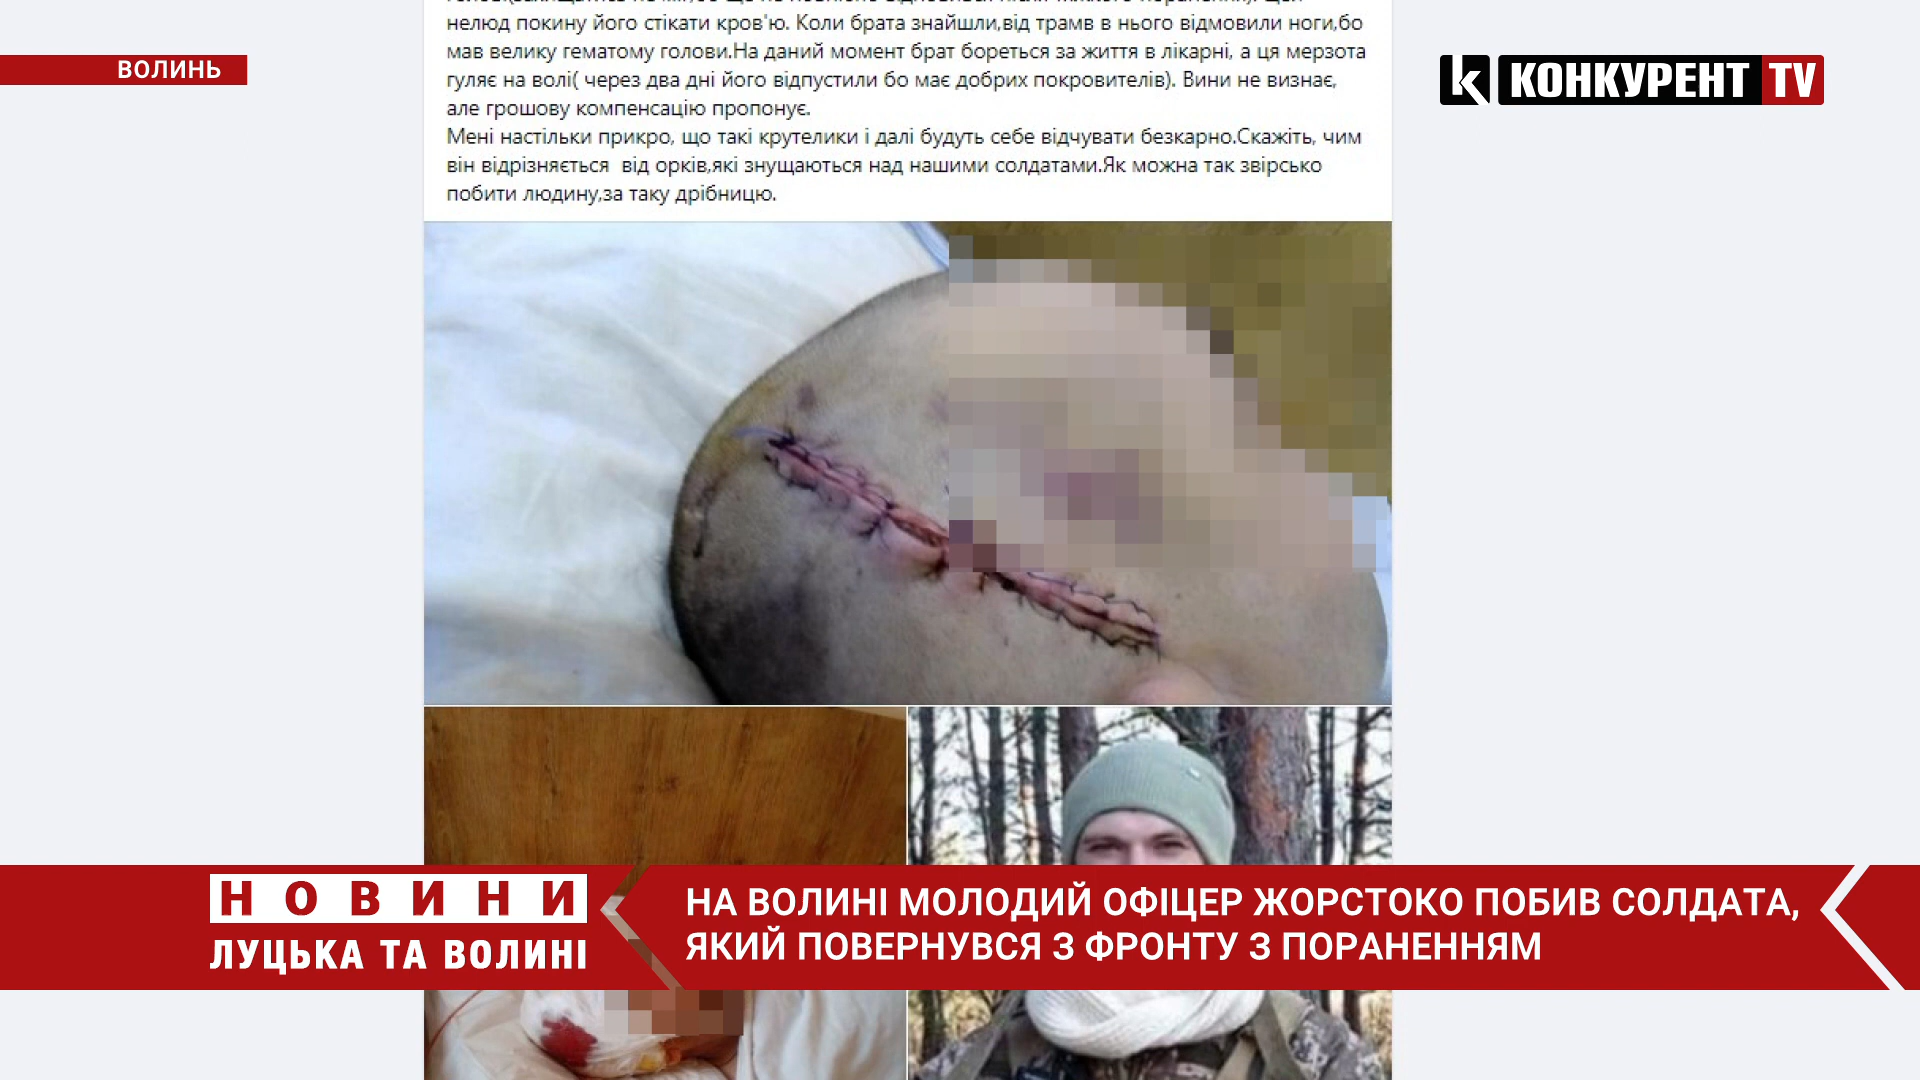 нелюд покину його стікати кров'ю. Коли брата знайшли,від трамв в нього відмовили ноги,бо
мав велику гематому голови.На даний момент брат бореться за життя в лікарні, а ця мерзота
гуляє на волі( через два дні його відпустили бо має добрих покровителів). Вини не визнає,
але грошову компенсацію пропонує.
Мені настільки прикро, що такі крутелики і далі будуть себе відчувати безкарно.Скажіть, чим
він відрізняється від орків,які знущаються над нашими солдатами.Як можна так звірсько
побити людину,за таку дрібницю.
ВОЛИНЬ
КОНКУРЕНТ TV
НОВИНИ
ЛУЦЬКА ТА ВОЛИНІ
НА ВОЛИНІ МОЛОДИЙ ОФІЦЕР ЖОРСТОКО ПОБИВ СОЛДАТА,
ЯКИЙ ПОВЕРНУВСЯ З ФРОНТУ З ПОРАНЕННЯМ